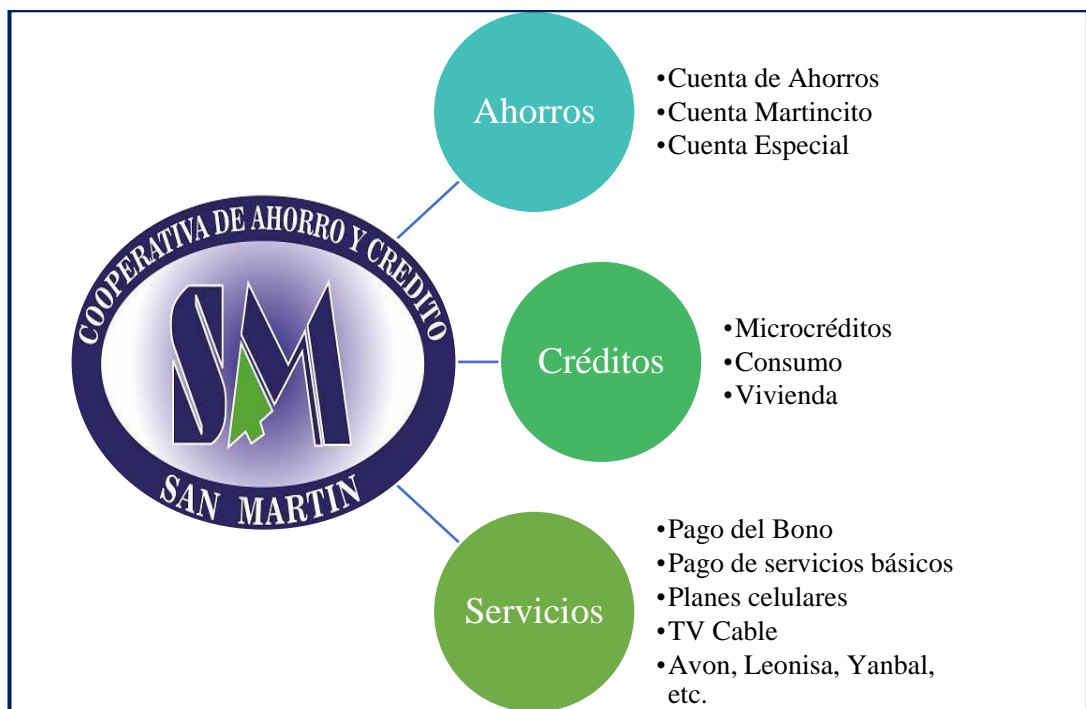 COOPERATIVA DE AHORRO Y CREDITO
SM
SAN MARTIN
Ahorros
•Cuenta de Ahorros
•Cuenta Martincito
•Cuenta Especial
Créditos
•Microcréditos
•Consumo
•Vivienda
Servicios
•Pago del Bono
•Pago de servicios básicos
•Planes celulares
•TV Cable
•Avon, Leonisa, Yanbal,
etc.